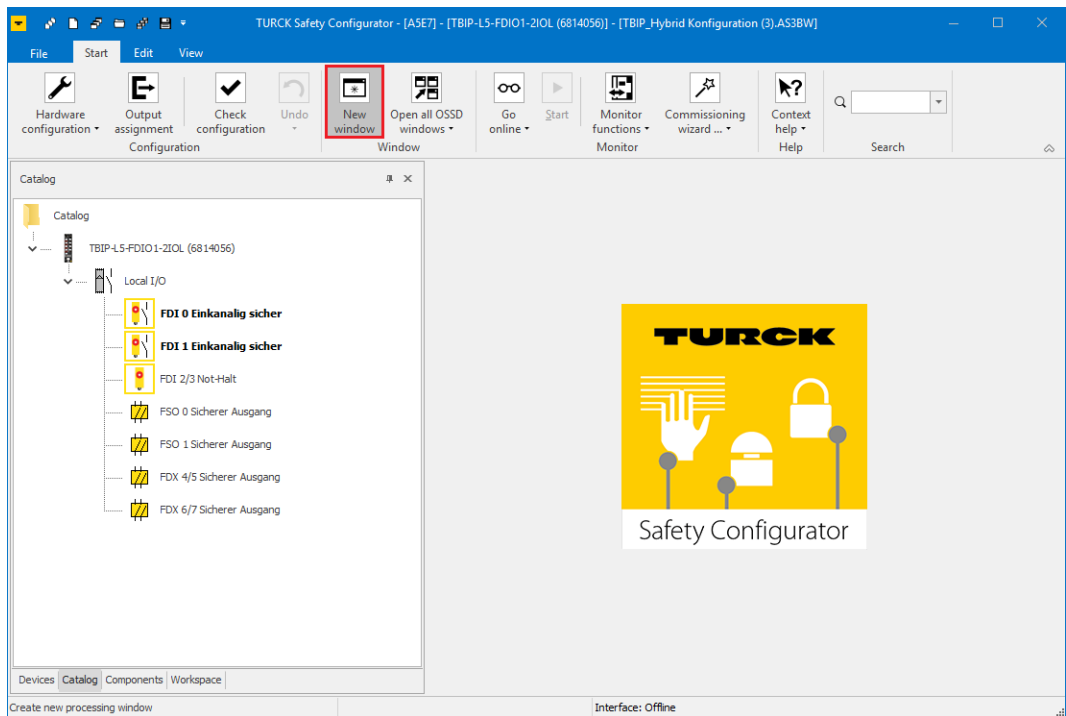 TURCK Safety Configurator - [A5E7] - [TBIP-L5-FDIO1-2IOL (6814056)] - [TBIP_Hybrid Konfiguration (3).AS3BW]
File Start Edit View
Hardware configuration
Output assignment
Check configuration
Undo
New window
Open all OSSD windows
Go online
Start
Monitor functions
Commissioning wizard ...
Context help
Configuration
Window
Monitor
Help
Search
Catalog
Catalog
TBIP-L5-FDIO1-2IOL (6814056)
Local I/O
FDI 0 Einkanalig sicher
FDI 1 Einkanalig sicher
FDI 2/3 Not-Halt
FSO 0 Sicherer Ausgang
FSO 1 Sicherer Ausgang
FDX 4/5 Sicherer Ausgang
FDX 6/7 Sicherer Ausgang
TURCK
Safety Configurator
Devices Catalog Components Workspace
Create new processing window
Interface: Offline